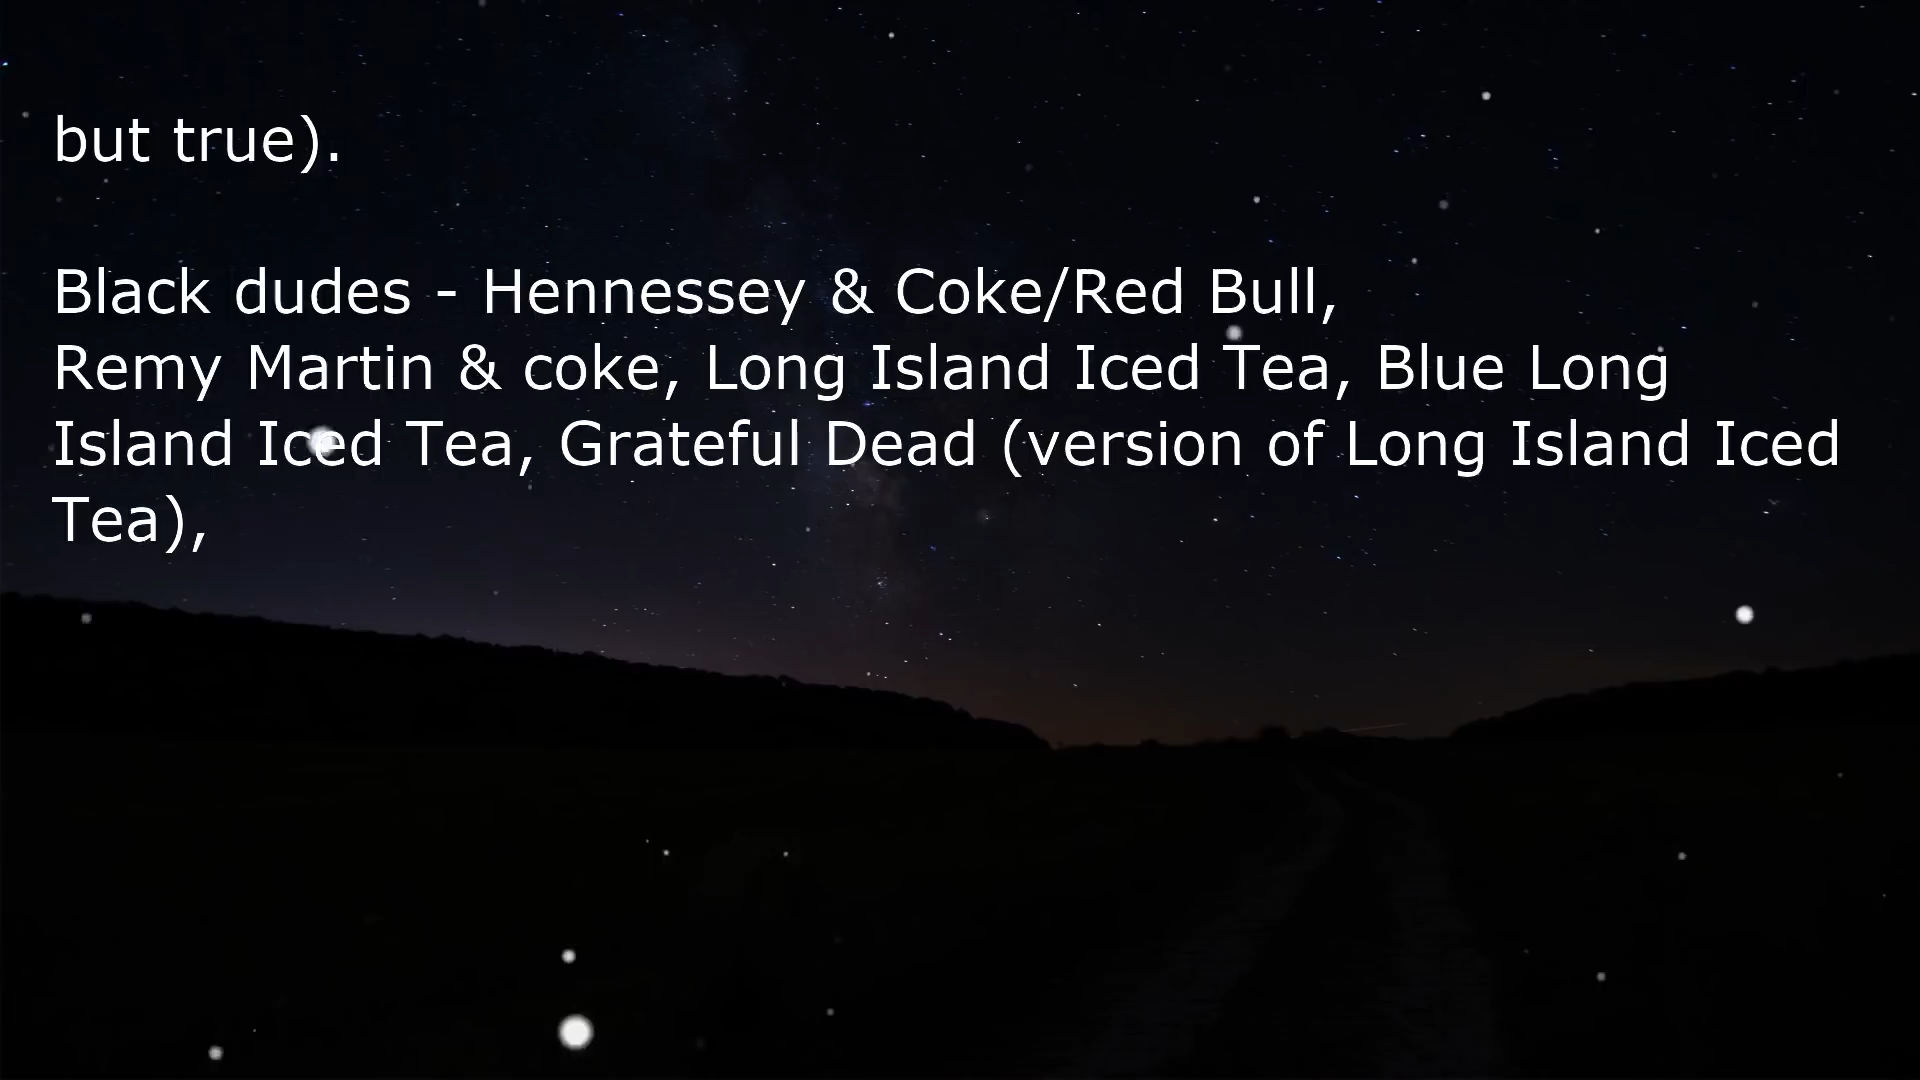 but true).
Black dudes - Hennessey & Coke/Red Bull,
Remy Martin & coke, Long Island Iced Tea, Blue Long
Island Iced Tea, Grateful Dead (version of Long Island Iced
Tea),